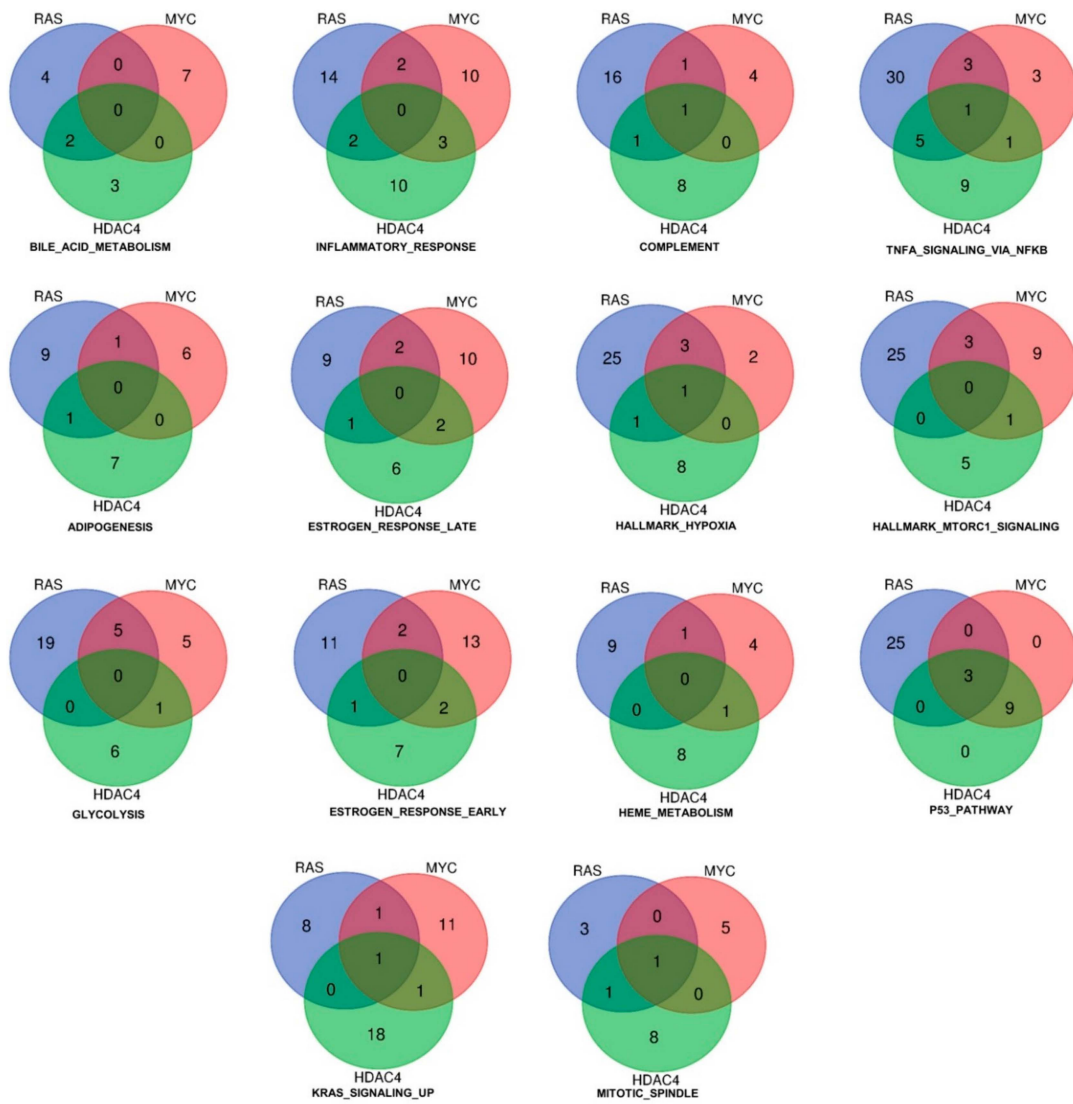 RAS
MYC
4
0
7
0
2
0
3
HDAC4
BILE_ACID_METABOLISM
RAS
MYC
14
2
10
0
2
3
10
HDAC4
INFLAMMATORY_RESPONSE
RAS
MYC
16
1
4
1
1
0
8
HDAC4
COMPLEMENT
RAS
MYC
30
3
3
1
5
1
9
HDAC4
TNFA_SIGNALING_VIA_NFKB
RAS
MYC
9
1
6
0
1
0
7
HDAC4
ADIPOGENESIS
RAS
MYC
9
2
10
0
1
2
6
HDAC4
ESTROGEN_RESPONSE_LATE
RAS
MYC
25
3
2
1
1
0
8
HDAC4
HALLMARK_HYPOXIA
RAS
MYC
25
3
9
0
0
1
5
HDAC4
HALLMARK_MTORC1_SIGNALING
RAS
MYC
19
5
5
0
0
1
6
HDAC4
GLYCOLYSIS
RAS
MYC
11
2
13
0
1
2
7
HDAC4
ESTROGEN_RESPONSE_EARLY
RAS
MYC
9
1
4
0
0
1
8
HDAC4
HEME_METABOLISM
RAS
MYC
25
0
0
3
0
9
0
HDAC4
P53_PATHWAY
RAS
MYC
8
1
11
1
0
1
18
HDAC4
KRAS_SIGNALING_UP
RAS
MYC
3
0
5
1
1
0
8
HDAC4
MITOTIC_SPINDLE